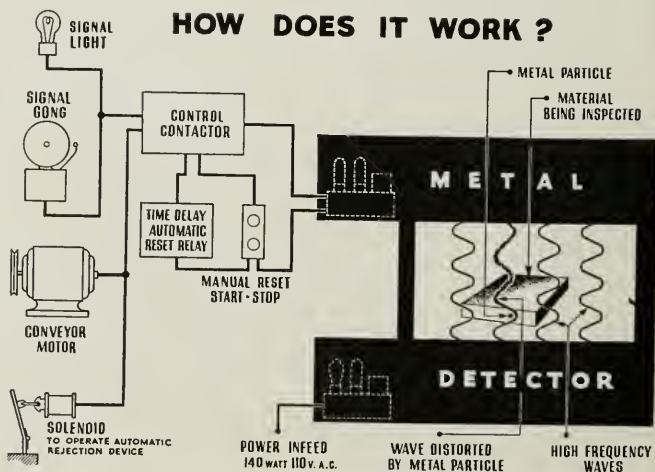 HOW DOES IT WORK ?
SIGNAL
LIGHT
SIGNAL
GONG
CONTROL
CONTACTOR
METAL PARTICLE
MATERIAL
BEING INSPECTED
METAL
TIME DELAY
AUTOMATIC
RESET RELAY
MANUAL RESET
START - STOP
CONVEYOR
MOTOR
DETECTOR
SOLENOID
TO OPERATE AUTOMATIC
REJECTION DEVICE
POWER INFEED
140 WATT 110 V. A.C.
WAVE DISTORTED
BY METAL PARTICLE
HIGH FREQUENCY
WAVES